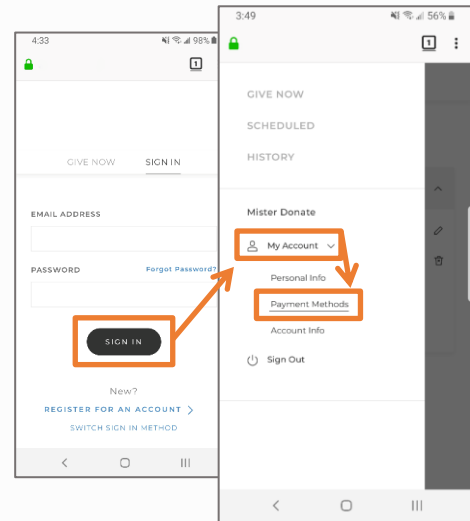 4:33
98%
1
GIVE NOW
SIGN IN
EMAIL ADDRESS
PASSWORD
Forgot Password?
SIGN IN
New?
REGISTER FOR AN ACCOUNT >
SWITCH SIGN IN METHOD
3:49
56%
1
GIVE NOW
SCHEDULED
HISTORY
Mister Donate
My Account
Personal Info
Payment Methods
Account Info
Sign Out